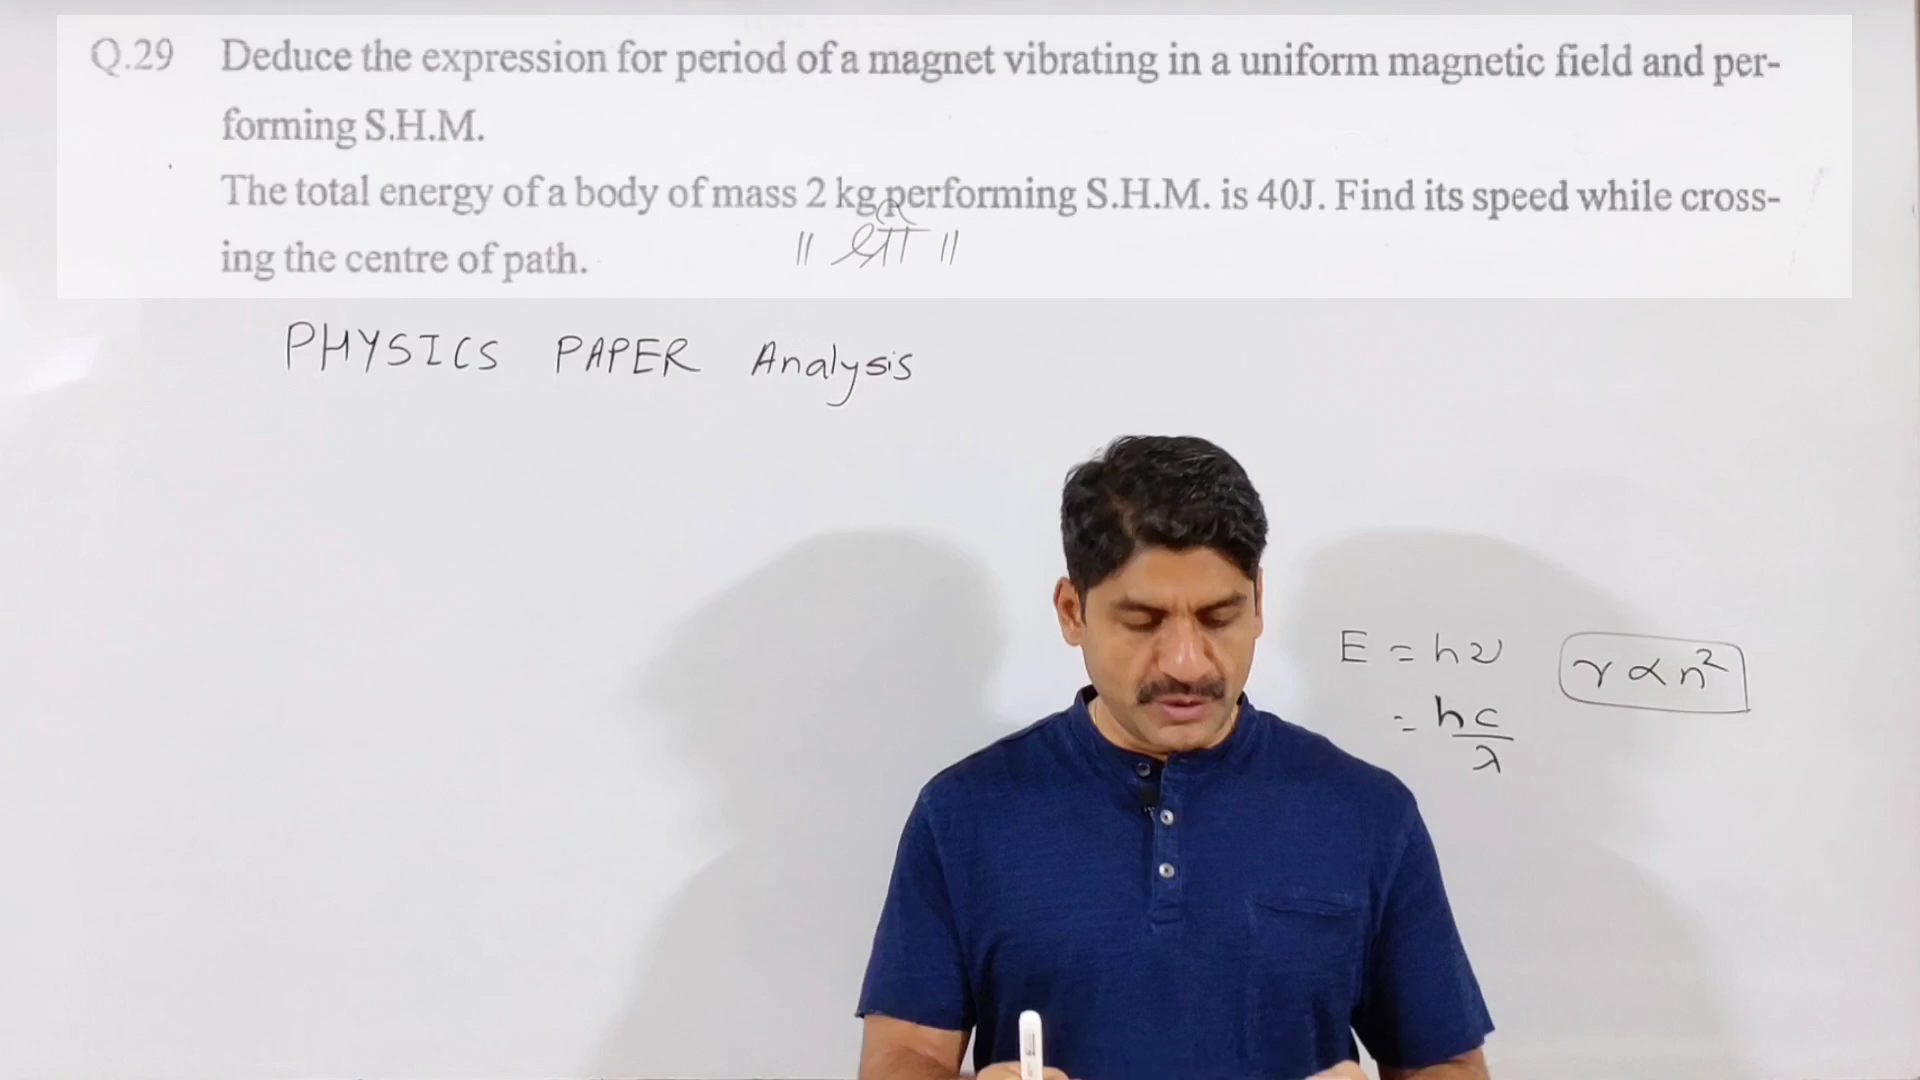 Q.29 Deduce the expression for period of a magnet vibrating in a uniform magnetic field and per-
forming S.H.M.
The total energy of a body of mass 2 kg performing S.H.M. is 40J. Find its speed while cross-
ing the centre of path.
॥ श्री ॥
PHYSICS PAPER Analysis
E = hν
= hc/λ
r ∝ n²